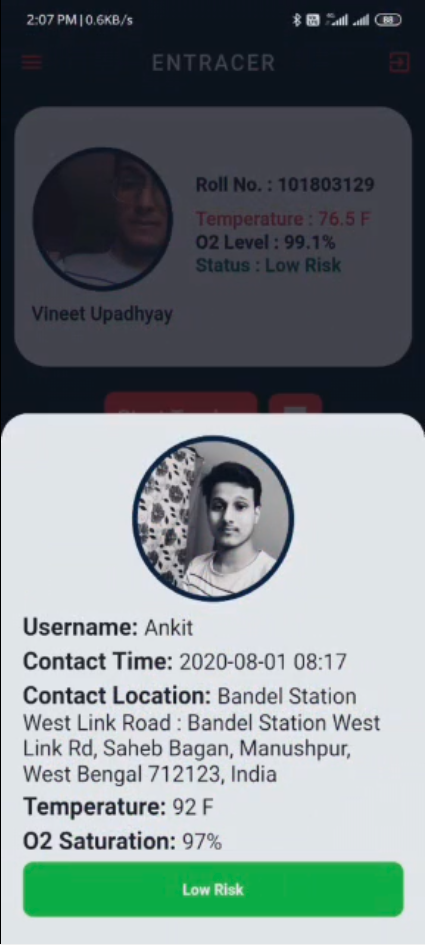 2:07 PM | 0.6KB/s
88
ENTRACER
Roll No. : 101803129
Temperature : 76.5 F
O2 Level : 99.1%
Status : Low Risk
Vineet Upadhyay
Username: Ankit
Contact Time: 2020-08-01 08:17
Contact Location: Bandel Station
West Link Road : Bandel Station West
Link Rd, Saheb Bagan, Manushpur,
West Bengal 712123, India
Temperature: 92 F
O2 Saturation: 97%
Low Risk